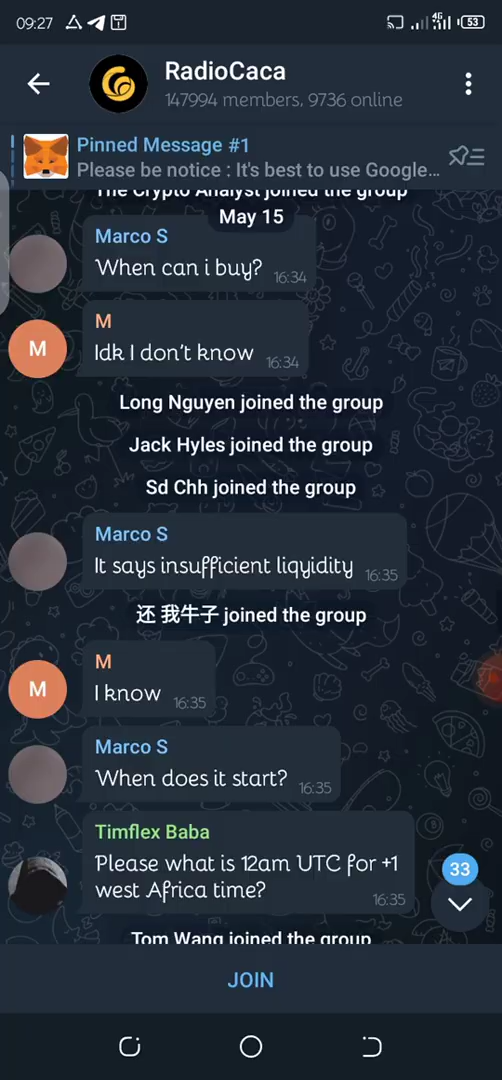 09:27
4G
53
RadioCaca
147994 members, 9736 online
Pinned Message #1
Please be notice : It's best to use Google...
The Crypto Analyst joined the group
May 15
Marco S
When can i buy? 16:34
M
M
Idk I don't know 16:34
Long Nguyen joined the group
Jack Hyles joined the group
Sd Chh joined the group
Marco S
It says insufficient liqyidity 16:35
还 我牛子 joined the group
M
M
I know 16:35
Marco S
When does it start? 16:35
Timflex Baba
Please what is 12am UTC for +1
west Africa time? 16:35
33
Tom Wang joined the group
JOIN